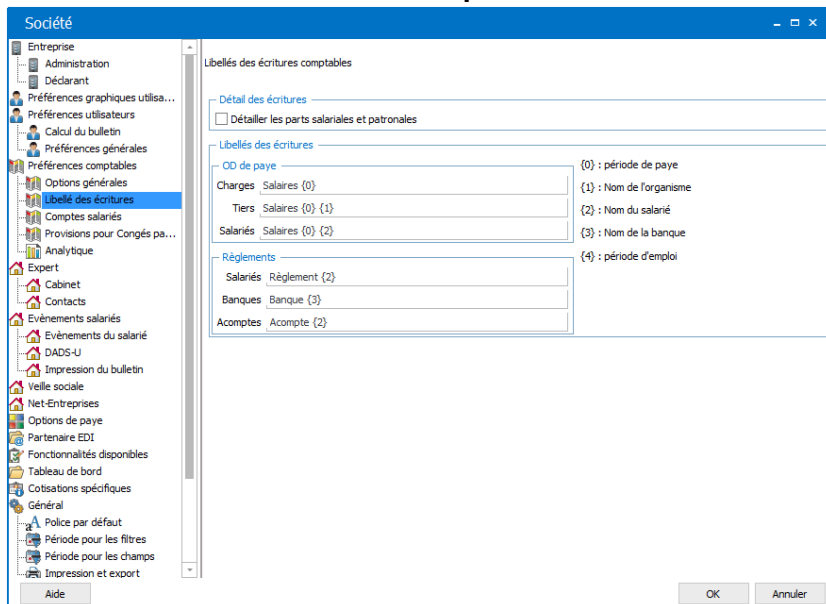 Société
Entreprise
Administration
Déclarant
Préférences graphiques utilisa...
Préférences utilisateurs
Calcul du bulletin
Préférences générales
Préférences comptables
Options générales
Libellé des écritures
Comptes salariés
Provisions pour Congés pa...
Analytique
Expert
Cabinet
Contacts
Evènements salariés
Evènements du salarié
DADS-U
Impression du bulletin
Veille sociale
Net-Entreprises
Options de paye
Partenaire EDI
Fonctionnalités disponibles
Tableau de bord
Cotisations spécifiques
Général
Police par défaut
Période pour les filtres
Période pour les champs
Impression et export
Libellés des écritures comptables
Détail des écritures
Détailler les parts salariales et patronales
Libellés des écritures
OD de paye
Charges Salaires {0}
Tiers Salaires {0} {1}
Salariés Salaires {0} {2}
Règlements
Salariés Règlement {2}
Banques Banque {3}
Acomptes Acompte {2}
{0} : période de paye
{1} : Nom de l'organisme
{2} : Nom du salarié
{3} : Nom de la banque
{4} : période d'emploi
Aide
OK
Annuler